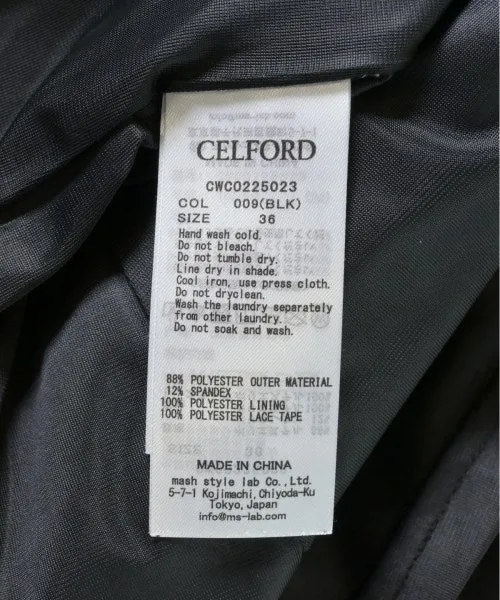 CELFORD
CWCO225023
COL 009(BLK)
SIZE 36
Hand wash cold.
Do not bleach.
Do not tumble dry.
Line dry in shade.
Cool iron, use press cloth.
Do not dryclean.
Wash the laundry separately
from other laundry.
Do not soak and wash.
88% POLYESTER OUTER MATERIAL
12% SPANDEX
100% POLYESTER LINING
100% POLYESTER LACE TAPE
MADE IN CHINA
mash style lab Co.,Ltd.
5-7-1 Kojimachi,Chiyoda-Ku
Tokyo,Japan
info@ms-lab.com